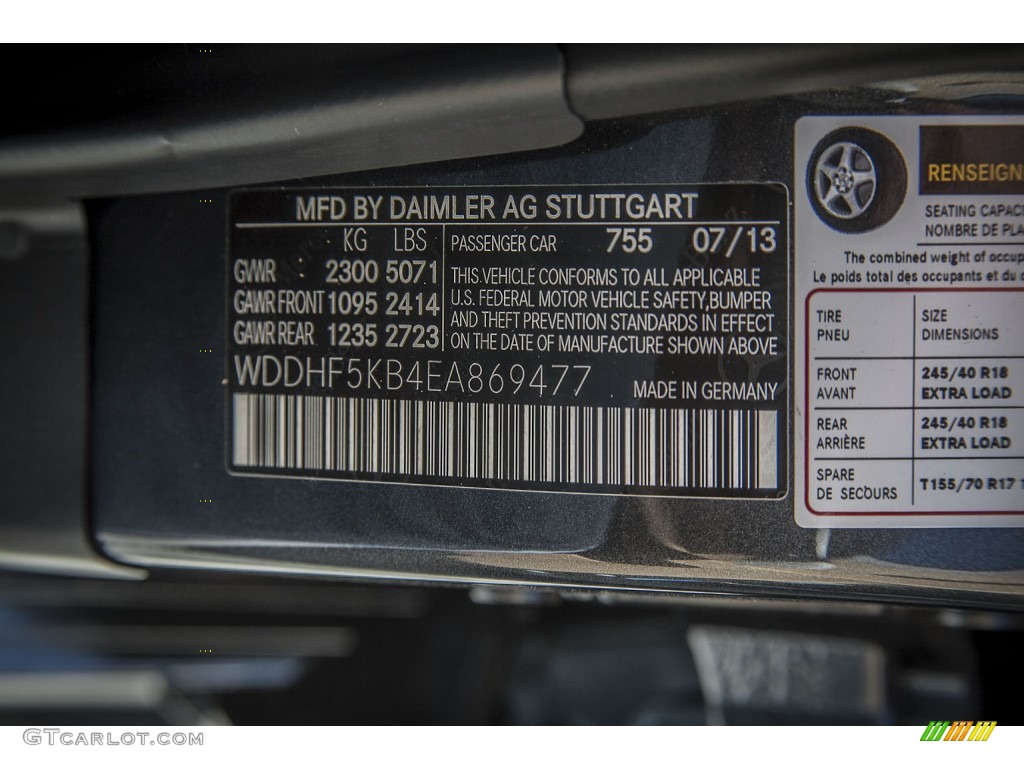 MFD BY DAIMLER AG STUTTGART
KG LBS
GWR 2300 5071
GAWR FRONT 1095 2414
GAWR REAR 1235 2723
PASSENGER CAR 755 07/13
THIS VEHICLE CONFORMS TO ALL APPLICABLE
U.S. FEDERAL MOTOR VEHICLE SAFETY, BUMPER
AND THEFT PREVENTION STANDARDS IN EFFECT
ON THE DATE OF MANUFACTURE SHOWN ABOVE
WDDHF5KB4EA869477
MADE IN GERMANY
RENSEIGN
SEATING CAPAC
NOMBRE DE PLA
The combined weight of occup
Le poids total des occupants et du c
TIRE SIZE
PNEU DIMENSIONS
FRONT 245/40 R18
AVANT EXTRA LOAD
REAR 245/40 R18
ARRIÈRE EXTRA LOAD
SPARE
DE SECOURS T155/70 R17 1
GTCARLOT.COM